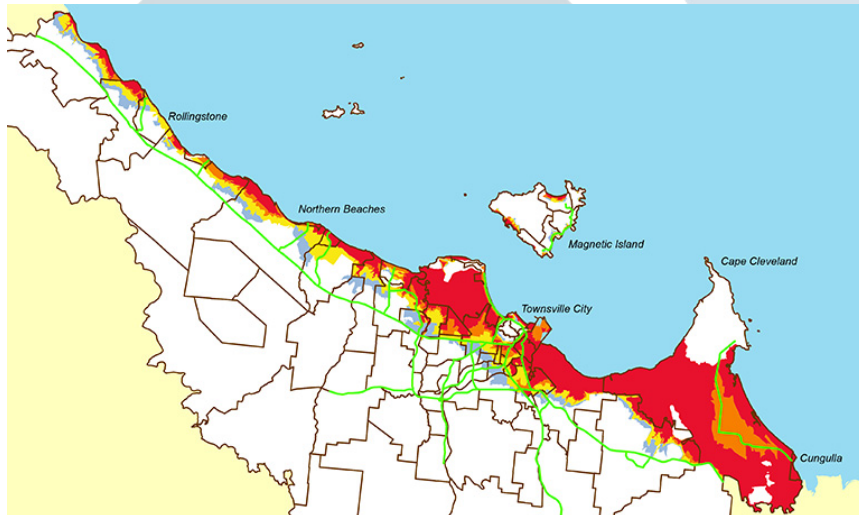 Rollingstone
Northern Beaches
Magnetic Island
Cape Cleveland
Townsville City
Cungulla